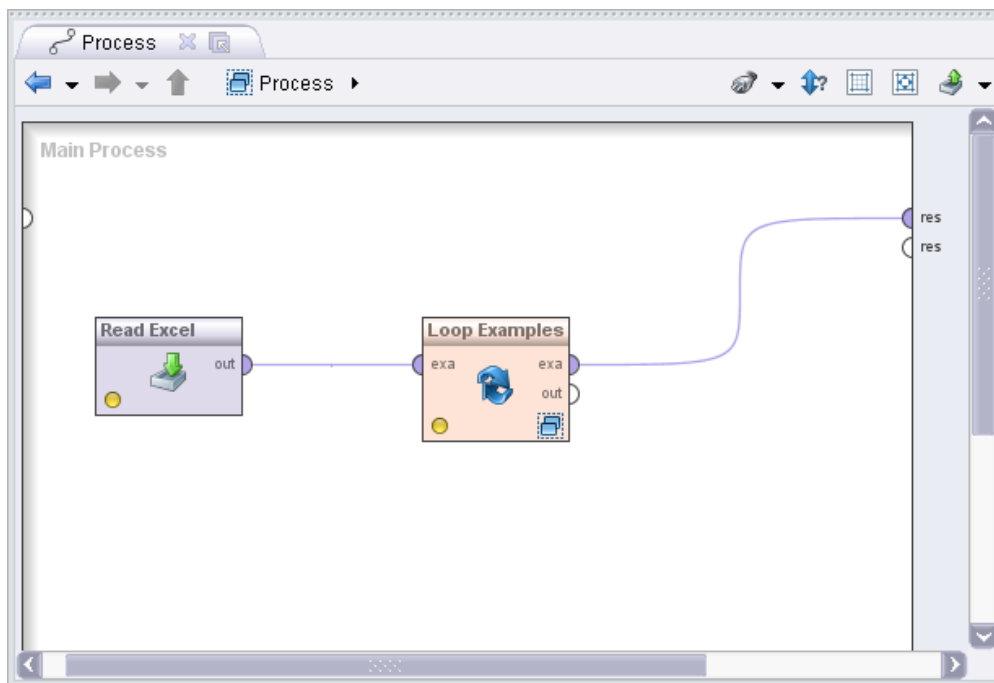 Process
Process
Main Process
res
res
Read Excel
out
Loop Examples
exa
exa
out